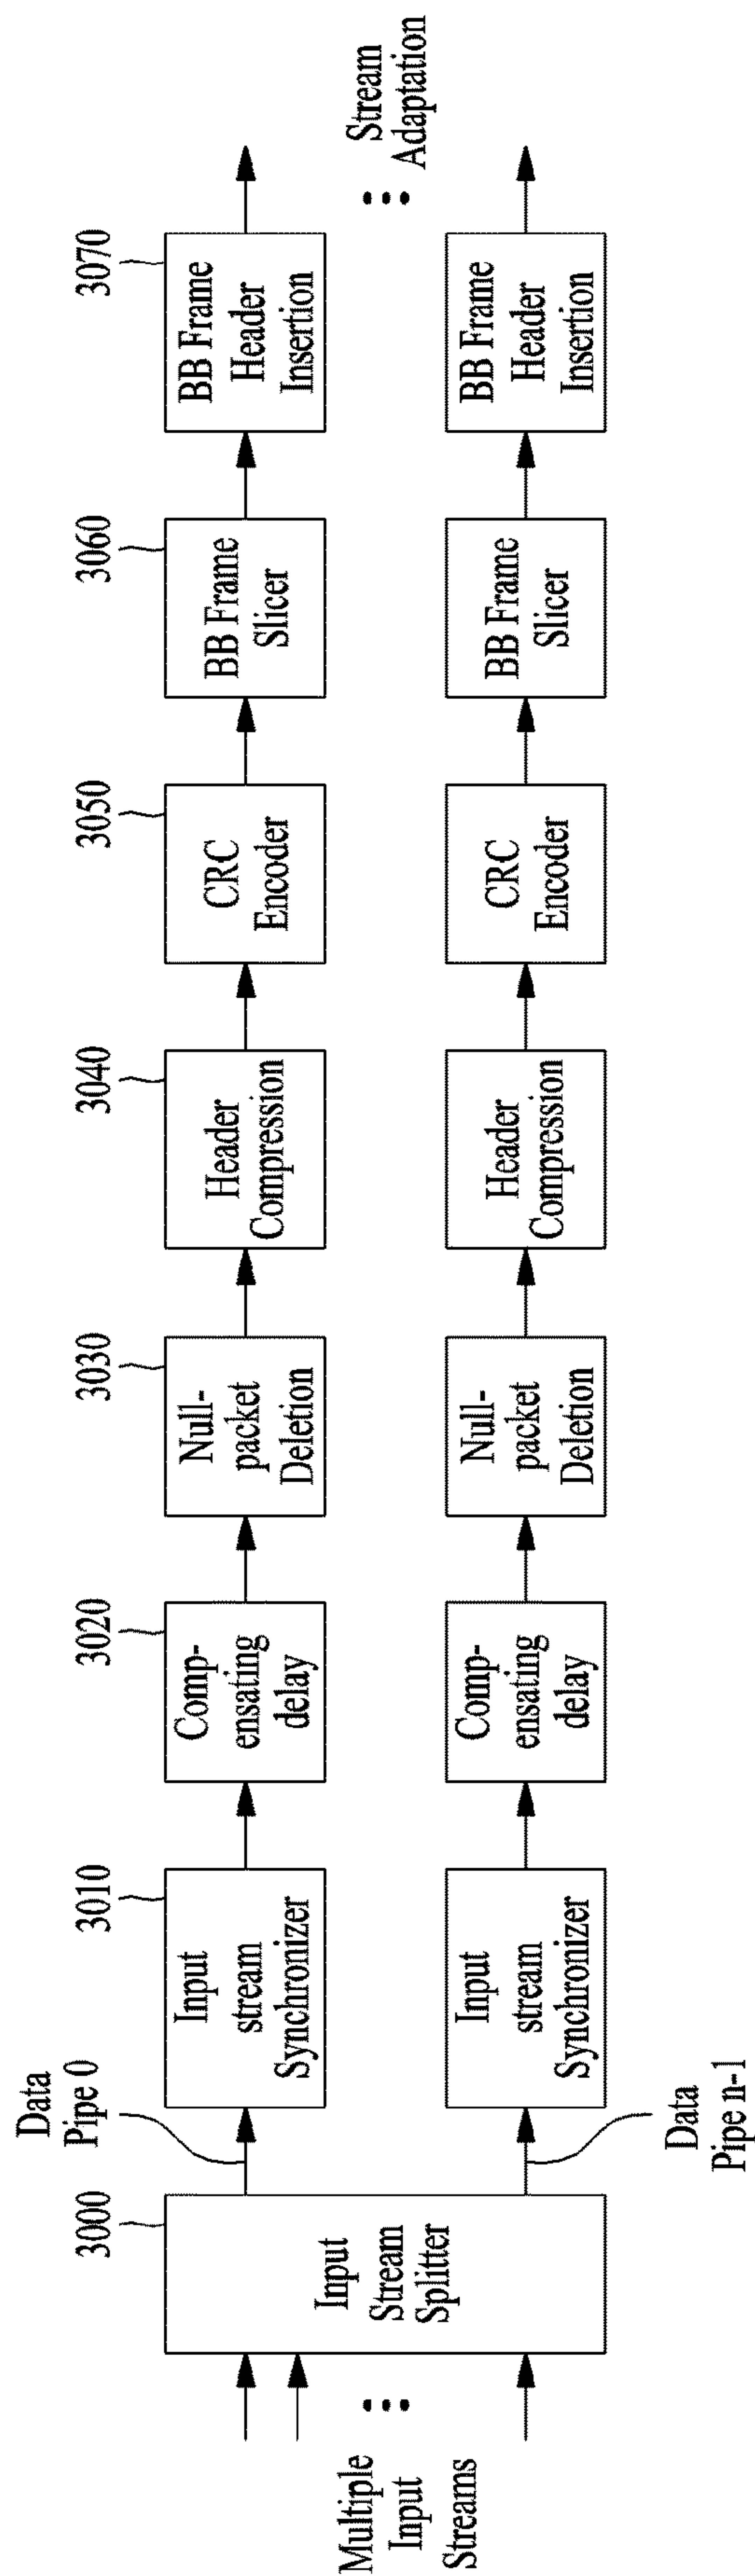 Multiple
Input
Streams
3000
Input
Stream
Splitter
Data
Pipe 0
3010
Input
stream
Synchronizer
3020
Comp-
ensating
delay
3030
Null-
packet
Deletion
3040
Header
Compression
3050
CRC
Encoder
3060
BB Frame
Slicer
3070
BB Frame
Header
Insertion
Stream
Adaptation
Data
Pipe n-1
Input
stream
Synchronizer
Comp-
ensating
delay
Null-
packet
Deletion
Header
Compression
CRC
Encoder
BB Frame
Slicer
BB Frame
Header
Insertion